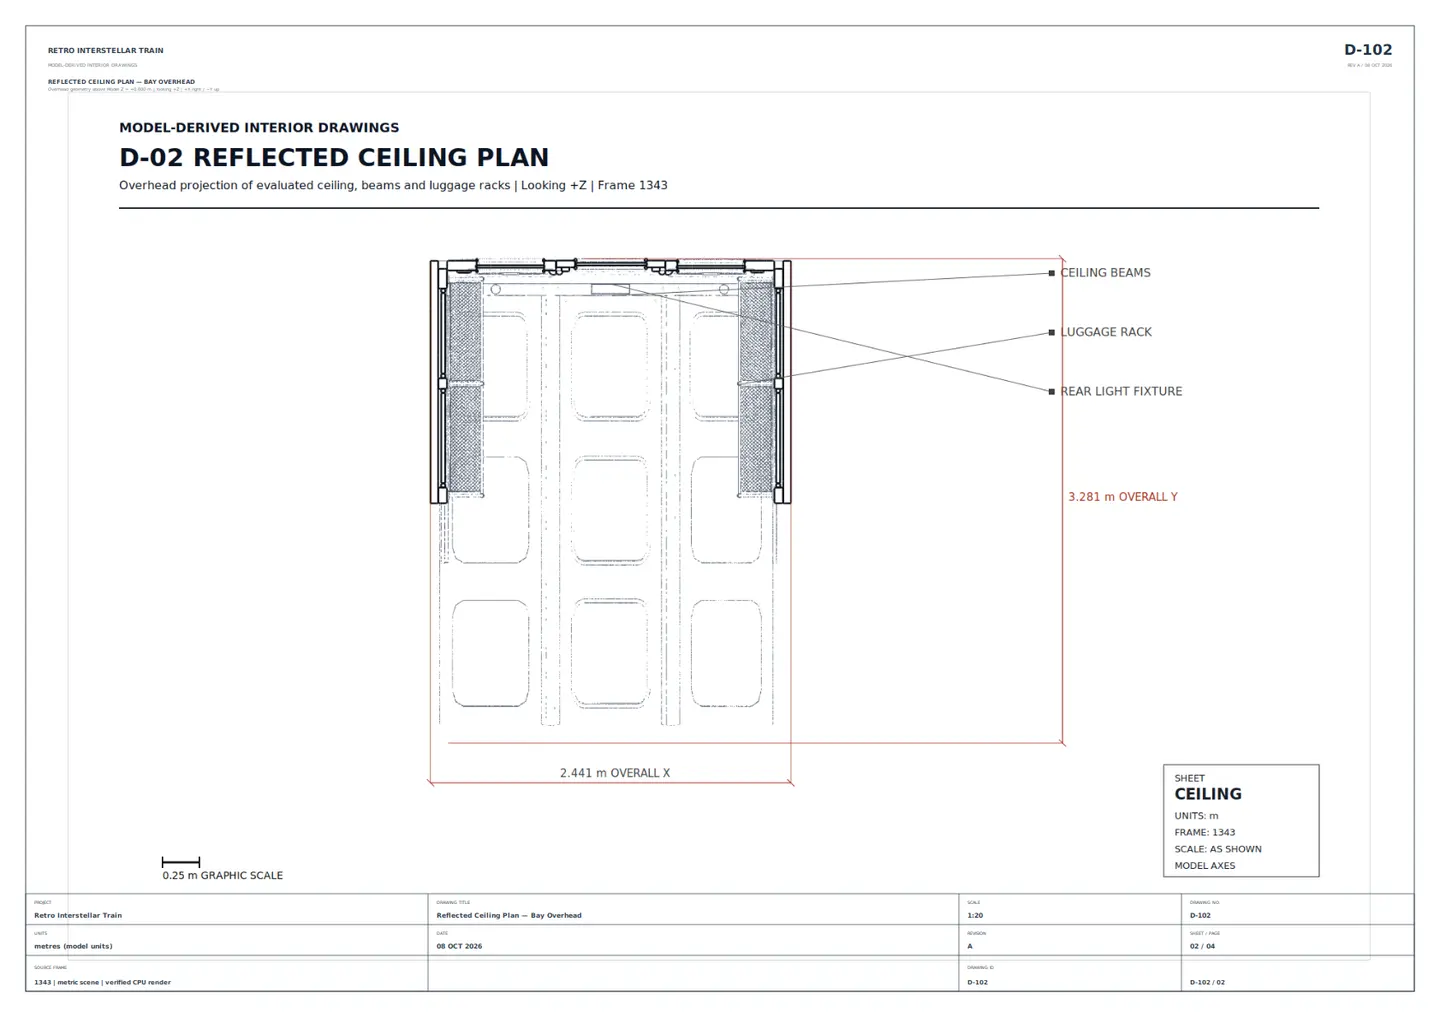 RETRO INTERSTELLAR TRAIN
MODEL-DERIVED INTERIOR DRAWINGS
REFLECTED CEILING PLAN — BAY OVERHEAD
D-102
REV A / 08 OCT 2026
MODEL-DERIVED INTERIOR DRAWINGS
D-02 REFLECTED CEILING PLAN
Overhead projection of evaluated ceiling, beams and luggage racks | Looking +Z | Frame 1343
CEILING BEAMS
LUGGAGE RACK
REAR LIGHT FIXTURE
3.281 m OVERALL Y
2.441 m OVERALL X
SHEET
CEILING
UNITS: m
FRAME: 1343
SCALE: AS SHOWN
MODEL AXES
0.25 m GRAPHIC SCALE
PROJECT
Retro Interstellar Train
DRAWING TITLE
Reflected Ceiling Plan — Bay Overhead
SCALE
1:20
DRAWING NO.
D-102
UNITS
metres (model units)
DATE
08 OCT 2026
REVISION
A
SHEET / PAGE
02 / 04
SOURCE FRAME
1343 | metric scene | verified CPU render
DRAWING ID
D-102
D-102 / 02